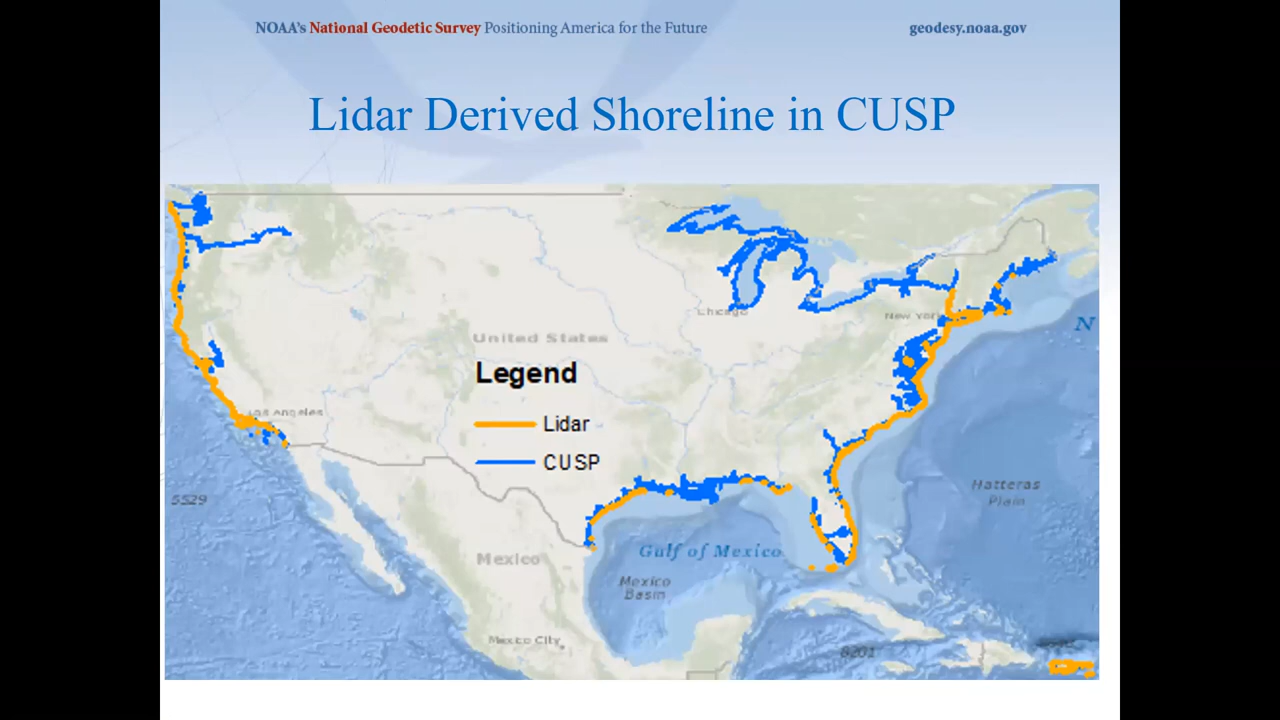 NOAA's National Geodetic Survey Positioning America for the Future
geodesy.noaa.gov
Lidar Derived Shoreline in CUSP
Chicago
New York
N
United States
Legend
Lidar
CUSP
Los Angeles
5529
Hatteras
Plain
Gulf of Mexico
Mexico
Mexico
Basin
Mexico City
8201